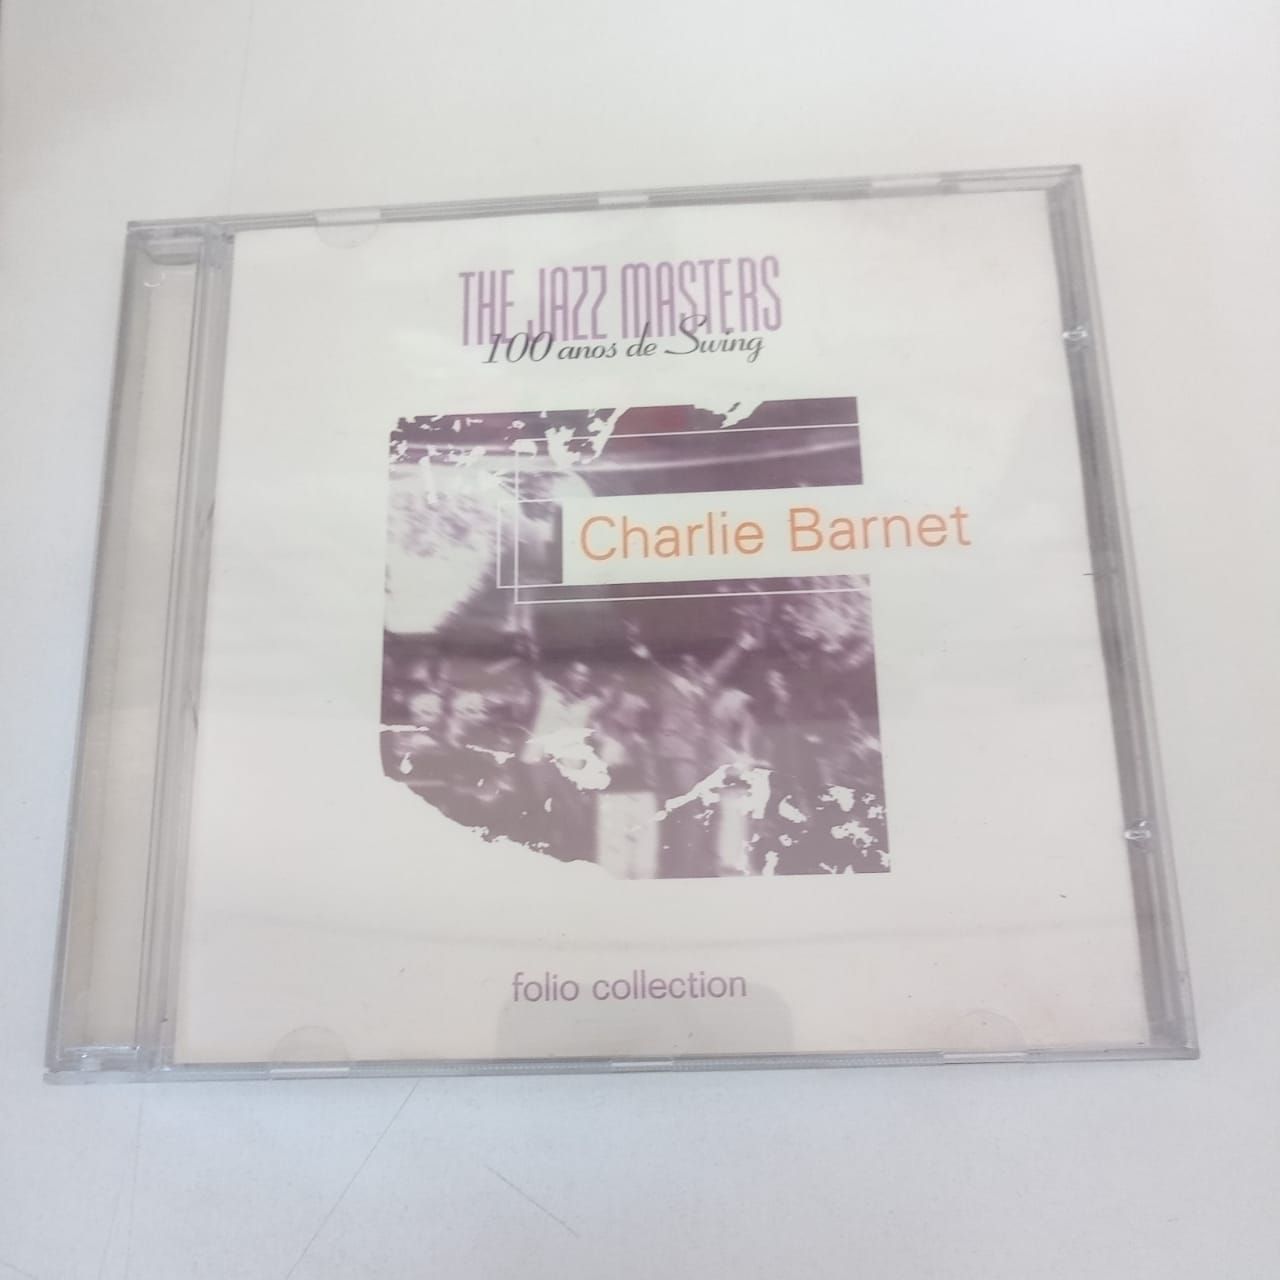 THE JAZZ MASTERS
100 anos de Swing
Charlie Barnet
folio collection